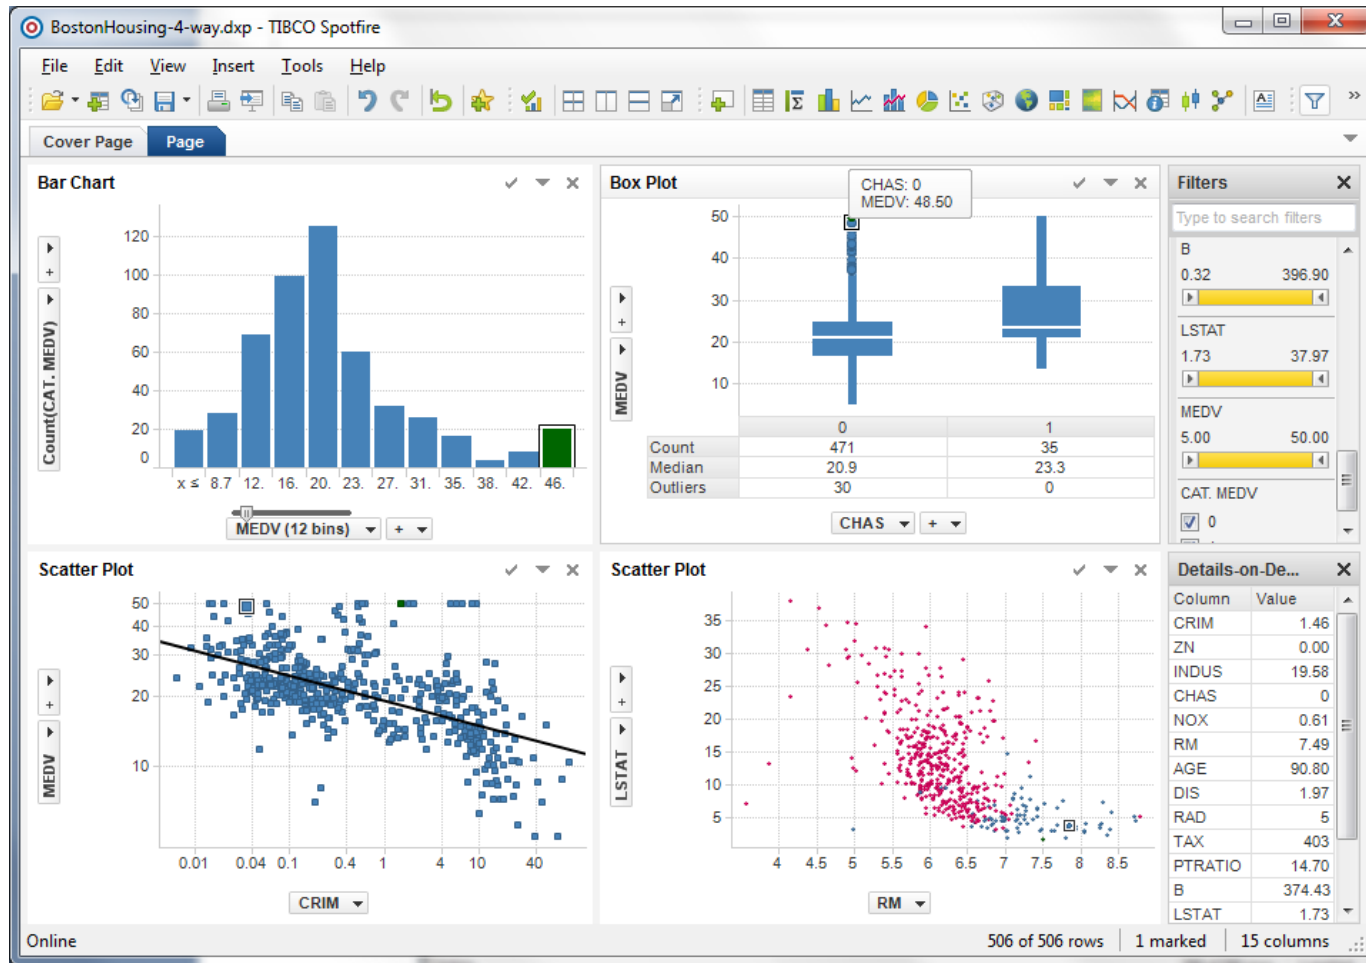 BostonHousing-4-way.dxp - TIBCO Spotfire
File Edit View Insert Tools Help
Cover Page Page
Bar Chart
Count(CAT. MEDV)
120
100
80
60
40
20
0
x ≤ 8.7 12. 16. 20. 23. 27. 31. 35. 38. 42. 46.
MEDV (12 bins) +
Box Plot
CHAS: 0
MEDV: 48.50
MEDV
50
40
30
20
10
0 1
Count 471 35
Median 20.9 23.3
Outliers 30 0
CHAS +
Filters
Type to search filters
B
0.32 396.90
LSTAT
1.73 37.97
MEDV
5.00 50.00
CAT. MEDV
0
Scatter Plot
MEDV
50
40
30
20
10
0.01 0.04 0.1 0.4 1 4 10 40
CRIM
Scatter Plot
LSTAT
35
30
25
20
15
10
5
4 4.5 5 5.5 6 6.5 7 7.5 8 8.5
RM
Details-on-De...
Column Value
CRIM 1.46
ZN 0.00
INDUS 19.58
CHAS 0
NOX 0.61
RM 7.49
AGE 90.80
DIS 1.97
RAD 5
TAX 403
PTRATIO 14.70
B 374.43
LSTAT 1.73
Online 506 of 506 rows 1 marked 15 columns